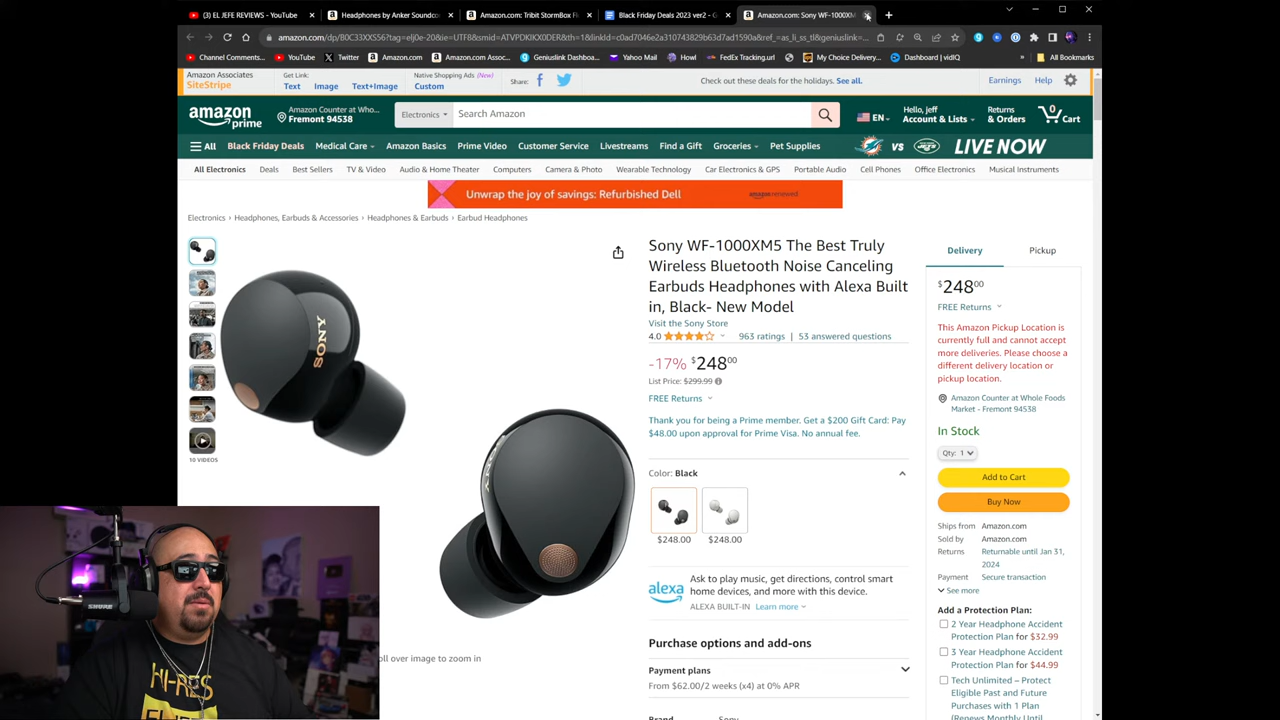 (3) EL JEFE REVIEWS - YouTube
Headphones by Anker Soundco
Amazon.com: Tribit StormBox F
Black Friday Deals 2023 ver2 - G
Amazon.com: Sony WF-1000XM
amazon.com/dp/B0C33XXS56?tag=elj0e-20&ie=UTF8&smid=ATVPDKIKX0DER&th=1&linkId=c0ad7046e2a310743829b63d7ad1590a&ref_=as_li_ss_tl&geniuslink=...
Channel Comments...
YouTube
Twitter
Amazon.com
Amazon.com Assoc...
Geniuslink Dashboa...
Yahoo Mail
Howl
FedEx Tracking.url
My Choice Delivery...
Dashboard | vidIQ
»
All Bookmarks
Amazon Associates
SiteStripe
Get Link:
Text Image Text+Image
Native Shopping Ads (New)
Custom
Share:
Check out these deals for the holidays. See all.
Earnings Help
amazon prime
Amazon Counter at Who...
Fremont 94538
Electronics
Search Amazon
EN
Hello, jeff
Account & Lists
Returns
& Orders
0
Cart
All
Black Friday Deals
Medical Care
Amazon Basics
Prime Video
Customer Service
Livestreams
Find a Gift
Groceries
Pet Supplies
VS
LIVE NOW
All Electronics
Deals
Best Sellers
TV & Video
Audio & Home Theater
Computers
Camera & Photo
Wearable Technology
Car Electronics & GPS
Portable Audio
Cell Phones
Office Electronics
Musical Instruments
Unwrap the joy of savings: Refurbished Dell
amazon renewed
Electronics › Headphones, Earbuds & Accessories › Headphones & Earbuds › Earbud Headphones
SONY
10 VIDEOS
oll over image to zoom in
Sony WF-1000XM5 The Best Truly
Wireless Bluetooth Noise Canceling
Earbuds Headphones with Alexa Built
in, Black- New Model
Visit the Sony Store
4.0
963 ratings | 53 answered questions
-17% $248 00
List Price: $299.99
FREE Returns
Thank you for being a Prime member. Get a $200 Gift Card: Pay
$48.00 upon approval for Prime Visa. No annual fee.
Color: Black
$248.00
$248.00
alexa
Ask to play music, get directions, control smart
home devices, and more with this device.
ALEXA BUILT-IN Learn more
Purchase options and add-ons
Payment plans
From $62.00/2 weeks (x4) at 0% APR
Brand Sony
Delivery
Pickup
$248 00
FREE Returns
This Amazon Pickup Location is
currently full and cannot accept
more deliveries. Please choose a
different delivery location or
pickup location.
Amazon Counter at Whole Foods
Market - Fremont 94538
In Stock
Qty: 1
Add to Cart
Buy Now
Ships from Amazon.com
Sold by Amazon.com
Returns Returnable until Jan 31,
2024
Payment Secure transaction
See more
Add a Protection Plan:
2 Year Headphone Accident
Protection Plan for $32.99
3 Year Headphone Accident
Protection Plan for $44.99
Tech Unlimited – Protect
Eligible Past and Future
Purchases with 1 Plan
(Renews Monthly Until
SHURE
HI-RES